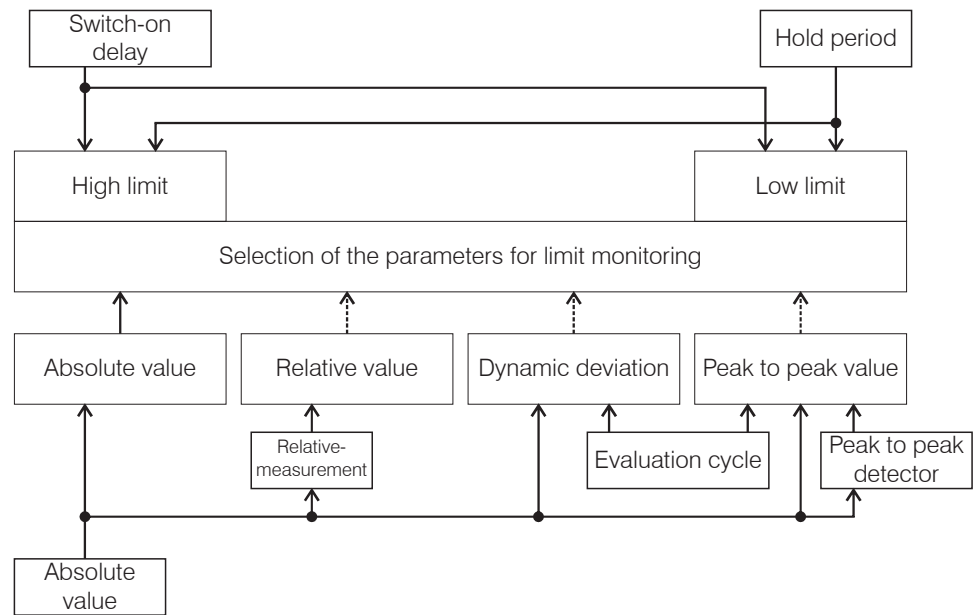 Switch-on
delay
Hold period
High limit
Low limit
Selection of the parameters for limit monitoring
Absolute value
Relative value
Dynamic deviation
Peak to peak value
Relative-
measurement
Evaluation cycle
Peak to peak
detector
Absolute
value